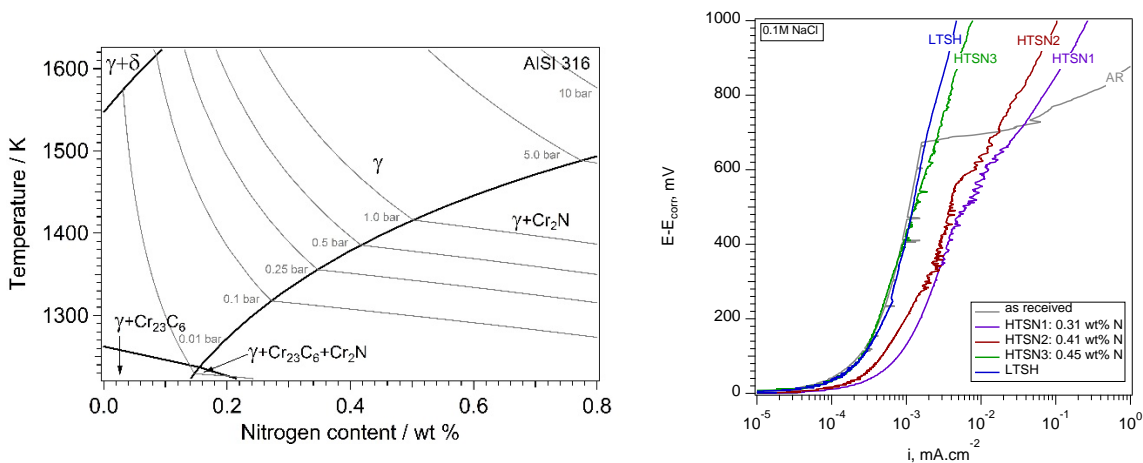 AISI 316
γ+δ
10 bar
5.0 bar
γ
1.0 bar
γ+Cr2N
0.5 bar
0.25 bar
0.1 bar
γ+Cr23C6
0.01 bar
γ+Cr23C6+Cr2N
1600
1500
1400
1300
Temperature / K
0.0 0.2 0.4 0.6 0.8
Nitrogen content / wt %
0.1M NaCl
LTSH
HTSN3
HTSN2
HTSN1
AR
1000
800
600
400
200
0
E-Ecorr, mV
as received
HTSN1: 0.31 wt% N
HTSN2: 0.41 wt% N
HTSN3: 0.45 wt% N
LTSH
10-5 10-4 10-3 10-2 10-1 100
i, mA.cm-2